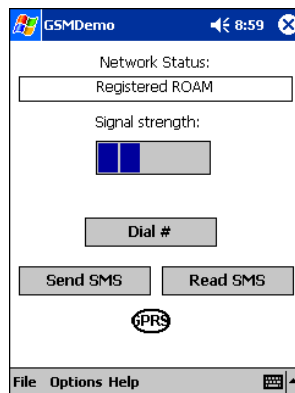 GSMDemo 8:59
Network Status:
Registered ROAM
Signal strength:
Dial #
Send SMS Read SMS
GPRS
File Options Help